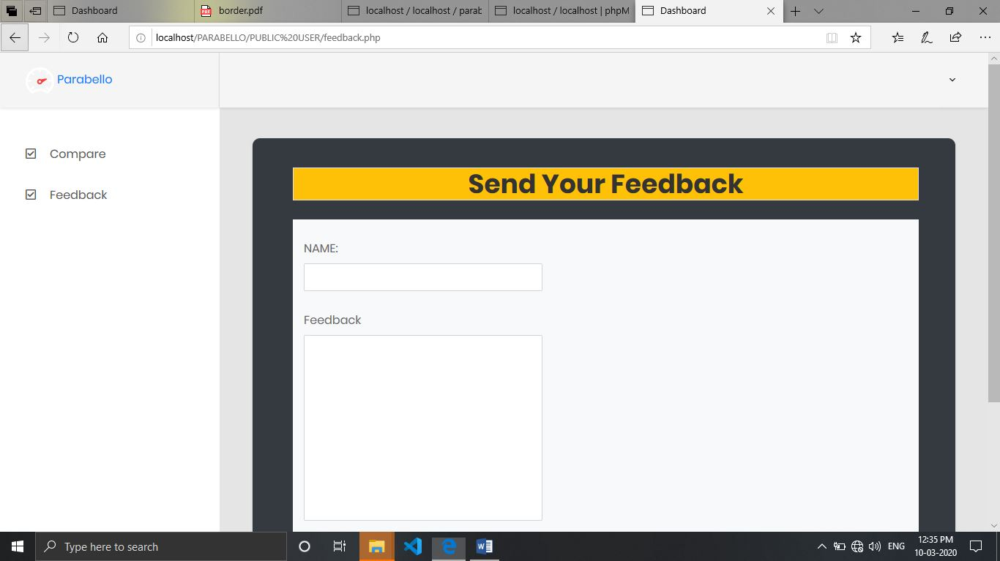 Dashboard
border.pdf
localhost / localhost / parab
localhost / localhost | phpM
Dashboard
localhost/PARABELLO/PUBLIC%20USER/feedback.php
Parabello
Compare
Feedback
Send Your Feedback
NAME:
Feedback
Type here to search
ENG
12:35 PM
10-03-2020